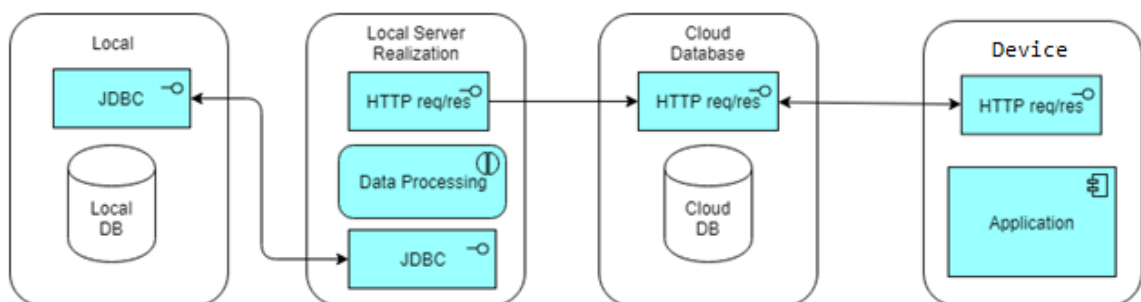 Local
JDBC
Local
DB
Local Server
Realization
HTTP req/res
Data Processing
JDBC
Cloud
Database
HTTP req/res
Cloud
DB
Device
HTTP req/res
Application